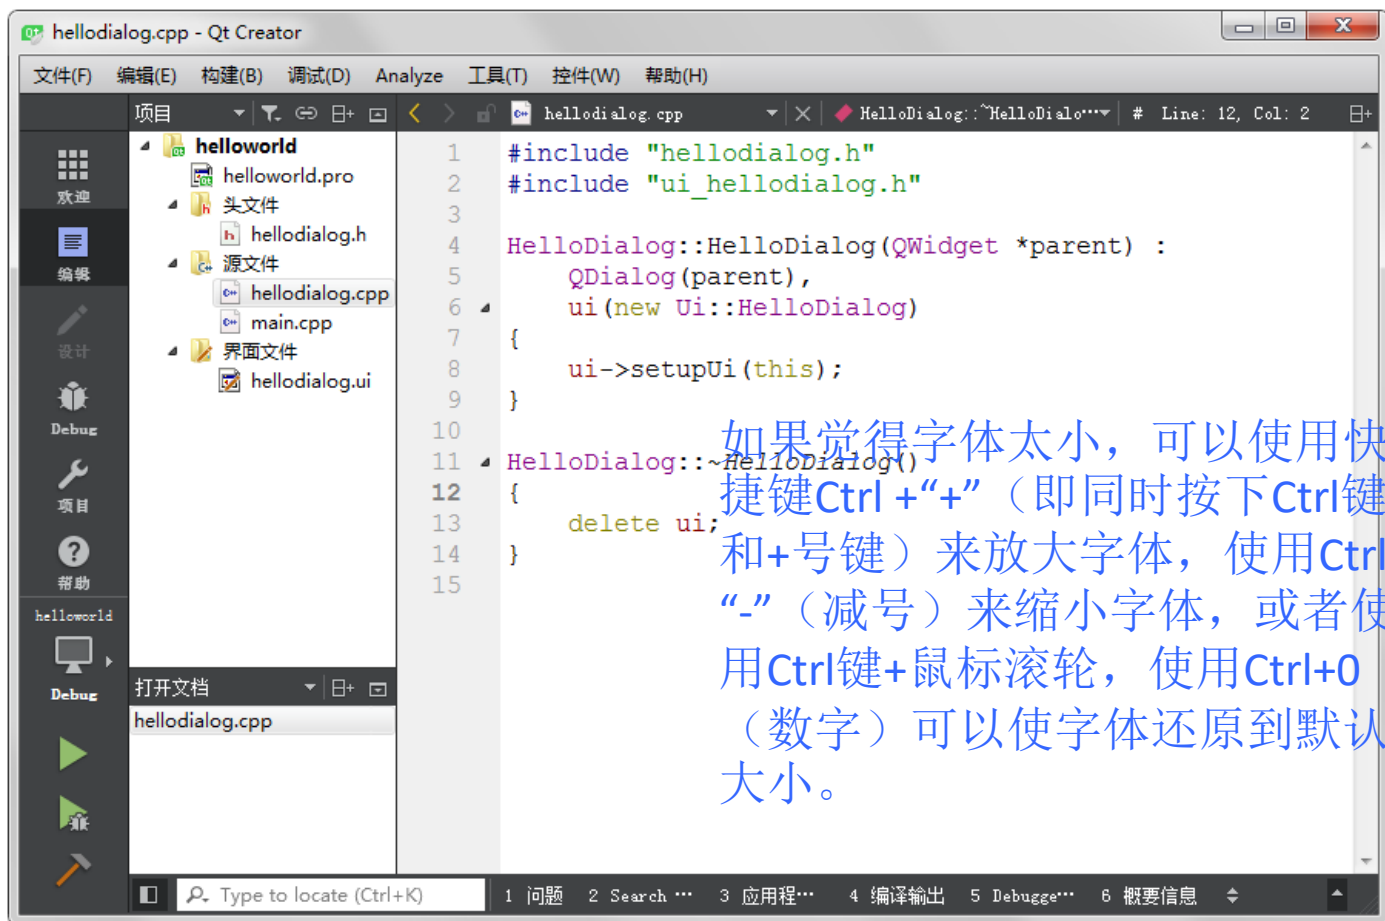 hellodialog.cpp - Qt Creator
文件(F) 编辑(E) 构建(B) 调试(D) Analyze 工具(T) 控件(W) 帮助(H)
项目
hellodialog.cpp
HelloDialog::~HelloDialo···
# Line: 12, Col: 2
欢迎
编辑
设计
Debug
项目
帮助
helloworld
Debug
helloworld
helloworld.pro
头文件
hellodialog.h
源文件
hellodialog.cpp
main.cpp
界面文件
hellodialog.ui
打开文档
hellodialog.cpp
1 #include "hellodialog.h"
2 #include "ui_hellodialog.h"
3
4 HelloDialog::HelloDialog(QWidget *parent) :
5 QDialog(parent),
6 ui(new Ui::HelloDialog)
7 {
8 ui->setupUi(this);
9 }
10
11 HelloDialog::~HelloDialog()
12 {
13 delete ui;
14 }
15
如果觉得字体太小，可以使用快
捷键Ctrl +“+”（即同时按下Ctrl键
和+号键）来放大字体，使用Ctrl
“-”（减号）来缩小字体，或者使
用Ctrl键+鼠标滚轮，使用Ctrl+0
（数字）可以使字体还原到默认
大小。
Type to locate (Ctrl+K)
1 问题 2 Search ··· 3 应用程··· 4 编译输出 5 Debugge··· 6 概要信息